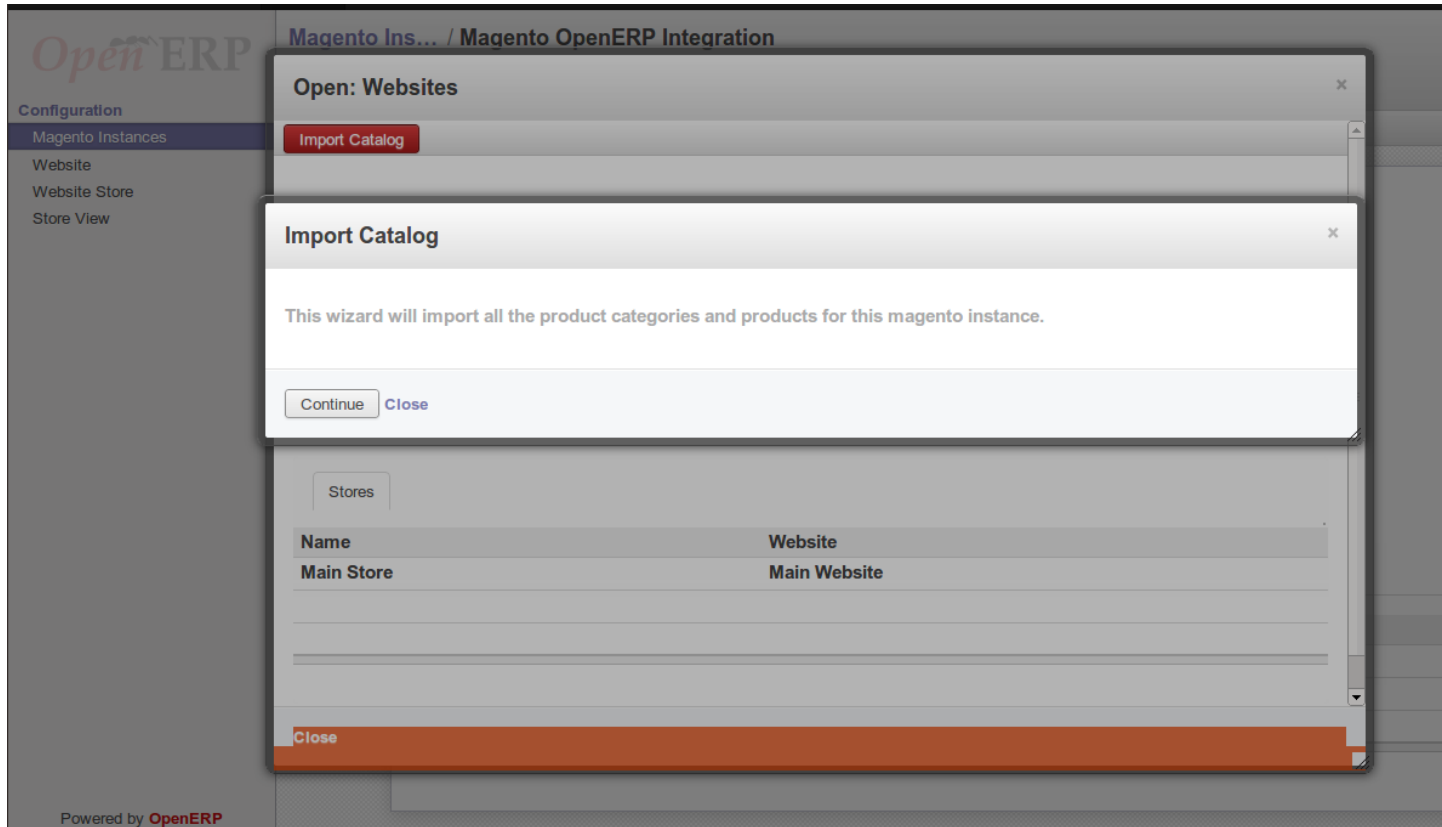 Open ERP
Magento Ins... / Magento OpenERP Integration
Open: Websites ×
Configuration
Magento Instances
Import Catalog
Website
Website Store
Store View
Import Catalog ×
This wizard will import all the product categories and products for this magento instance.
Continue Close
Stores
Name Website
Main Store Main Website
Close
Powered by OpenERP